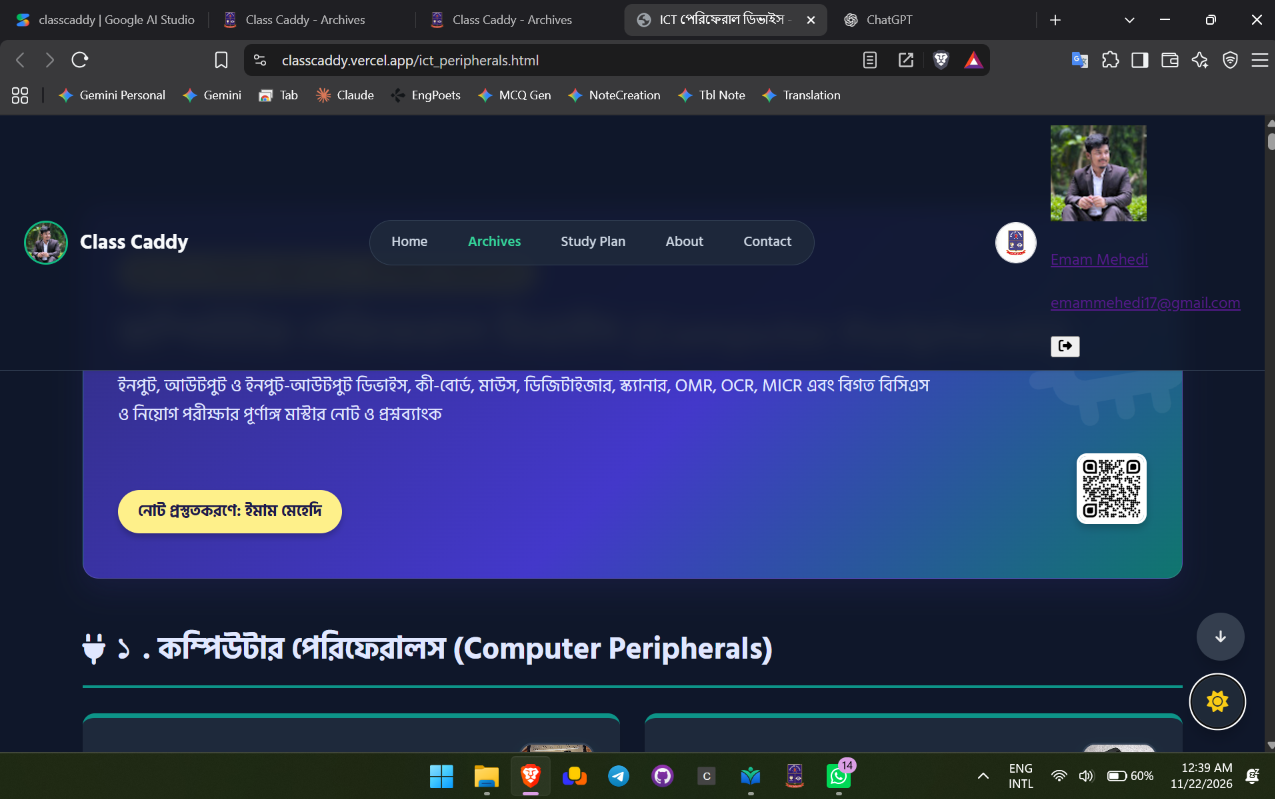 classcaddy | Google AI Studio
Class Caddy - Archives
Class Caddy - Archives
ICT পেরিফেরাল ডিভাইস -
ChatGPT
classcaddy.vercel.app/ict_peripherals.html
Gemini Personal
Gemini
Tab
Claude
EngPoets
MCQ Gen
NoteCreation
Tbl Note
Translation
Class Caddy
Home
Archives
Study Plan
About
Contact
Emam Mehedi
emammehedi17@gmail.com
ইনপুট, আউটপুট ও ইনপুট-আউটপুট ডিভাইস, কী-বোর্ড, মাউস, ডিজিটাইজার, স্ক্যানার, OMR, OCR, MICR এবং বিগত বিসিএস
ও নিয়োগ পরীক্ষার পূর্ণাঙ্গ মাস্টার নোট ও প্রশ্নব্যাংক
নোট প্রস্তুতকরণে: ইমাম মেহেদি
১ . কম্পিউটার পেরিফেরালস (Computer Peripherals)
C
14
ENG
INTL
60%
12:39 AM
11/22/2026